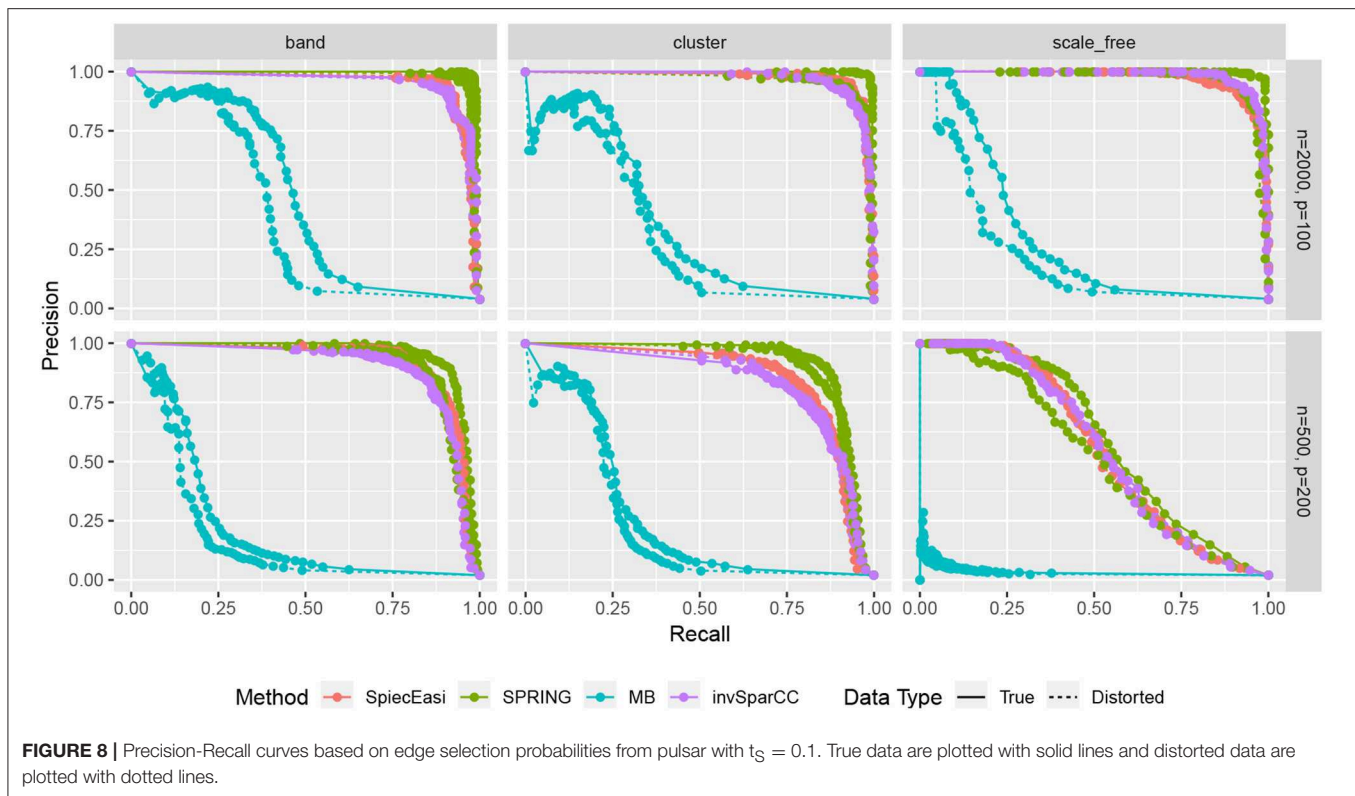 band
cluster
scale_free
1.00
0.75
0.50
0.25
0.00
n=2000, p=100
Precision
1.00
0.75
0.50
0.25
0.00
n=500, p=200
0.00 0.25 0.50 0.75 1.00
0.00 0.25 0.50 0.75 1.00
0.00 0.25 0.50 0.75 1.00
Recall
Method SpiecEasi SPRING MB invSparCC Data Type True Distorted
FIGURE 8 | Precision-Recall curves based on edge selection probabilities from pulsar with tS = 0.1. True data are plotted with solid lines and distorted data are
plotted with dotted lines.